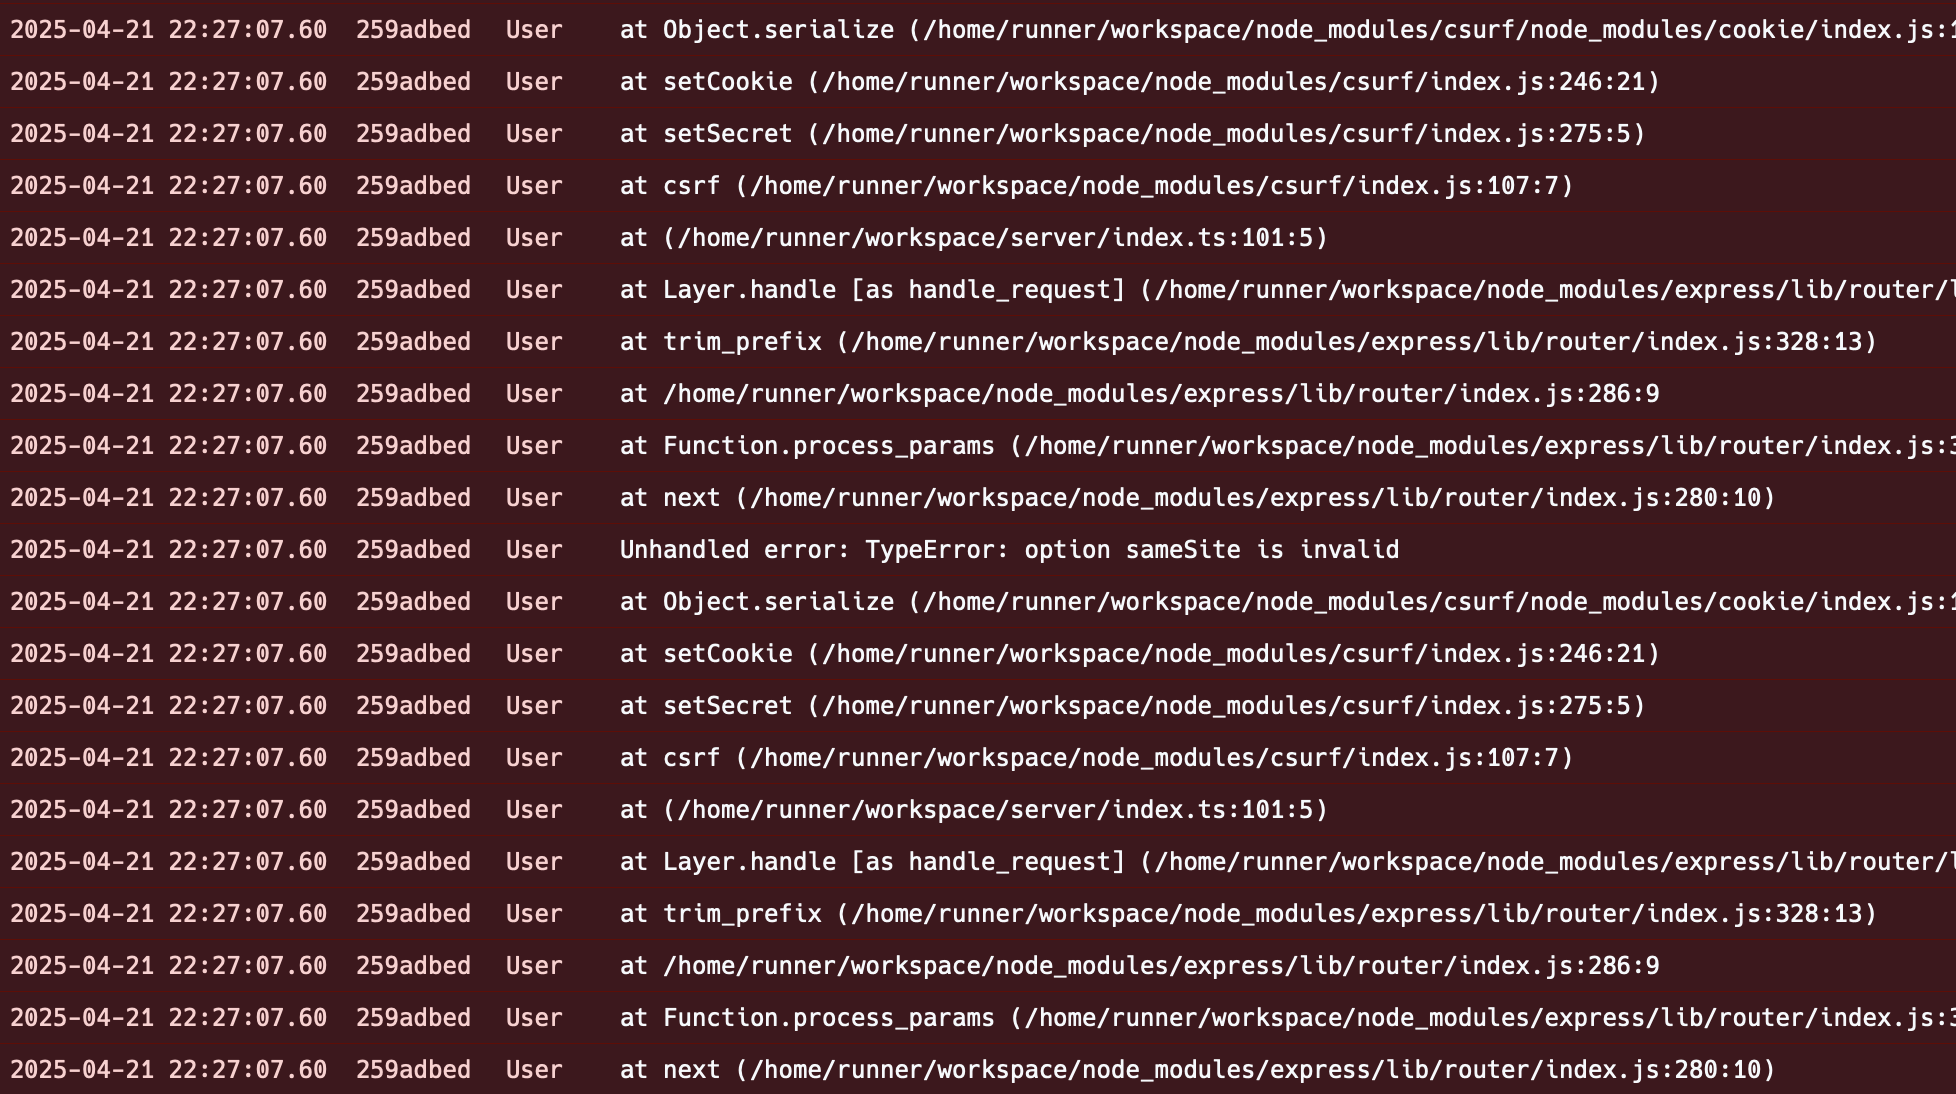 2025-04-21 22:27:07.60 259adbed User at Object.serialize (/home/runner/workspace/node_modules/csurf/node_modules/cookie/index.js:1
2025-04-21 22:27:07.60 259adbed User at setCookie (/home/runner/workspace/node_modules/csurf/index.js:246:21)
2025-04-21 22:27:07.60 259adbed User at setSecret (/home/runner/workspace/node_modules/csurf/index.js:275:5)
2025-04-21 22:27:07.60 259adbed User at csrf (/home/runner/workspace/node_modules/csurf/index.js:107:7)
2025-04-21 22:27:07.60 259adbed User at (/home/runner/workspace/server/index.ts:101:5)
2025-04-21 22:27:07.60 259adbed User at Layer.handle [as handle_request] (/home/runner/workspace/node_modules/express/lib/router/l
2025-04-21 22:27:07.60 259adbed User at trim_prefix (/home/runner/workspace/node_modules/express/lib/router/index.js:328:13)
2025-04-21 22:27:07.60 259adbed User at /home/runner/workspace/node_modules/express/lib/router/index.js:286:9
2025-04-21 22:27:07.60 259adbed User at Function.process_params (/home/runner/workspace/node_modules/express/lib/router/index.js:3
2025-04-21 22:27:07.60 259adbed User at next (/home/runner/workspace/node_modules/express/lib/router/index.js:280:10)
2025-04-21 22:27:07.60 259adbed User Unhandled error: TypeError: option sameSite is invalid
2025-04-21 22:27:07.60 259adbed User at Object.serialize (/home/runner/workspace/node_modules/csurf/node_modules/cookie/index.js:1
2025-04-21 22:27:07.60 259adbed User at setCookie (/home/runner/workspace/node_modules/csurf/index.js:246:21)
2025-04-21 22:27:07.60 259adbed User at setSecret (/home/runner/workspace/node_modules/csurf/index.js:275:5)
2025-04-21 22:27:07.60 259adbed User at csrf (/home/runner/workspace/node_modules/csurf/index.js:107:7)
2025-04-21 22:27:07.60 259adbed User at (/home/runner/workspace/server/index.ts:101:5)
2025-04-21 22:27:07.60 259adbed User at Layer.handle [as handle_request] (/home/runner/workspace/node_modules/express/lib/router/l
2025-04-21 22:27:07.60 259adbed User at trim_prefix (/home/runner/workspace/node_modules/express/lib/router/index.js:328:13)
2025-04-21 22:27:07.60 259adbed User at /home/runner/workspace/node_modules/express/lib/router/index.js:286:9
2025-04-21 22:27:07.60 259adbed User at Function.process_params (/home/runner/workspace/node_modules/express/lib/router/index.js:3
2025-04-21 22:27:07.60 259adbed User at next (/home/runner/workspace/node_modules/express/lib/router/index.js:280:10)